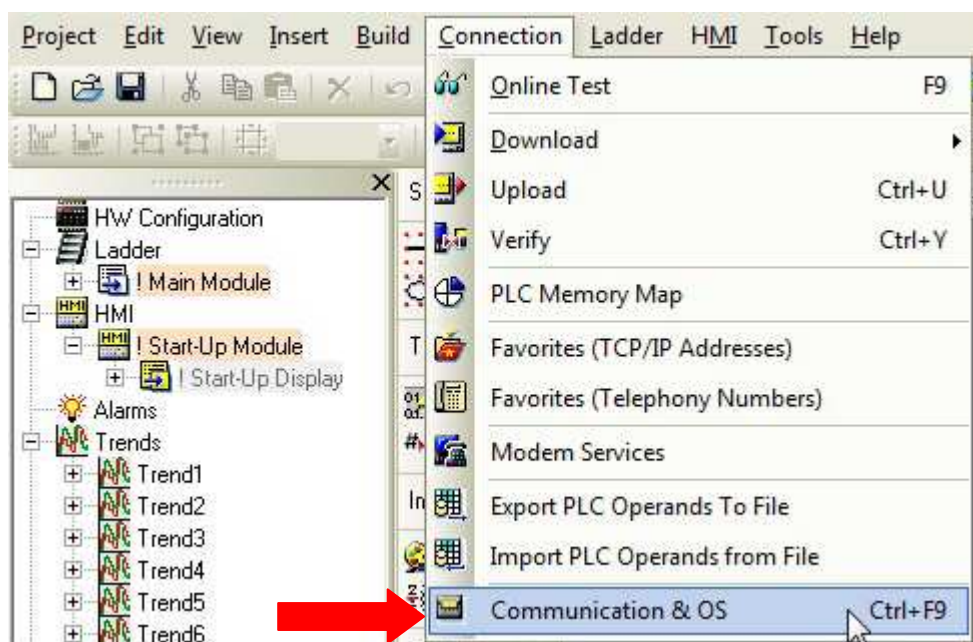 Project Edit View Insert Build Connection Ladder HMI Tools Help
Online Test F9
Download
Upload Ctrl+U
Verify Ctrl+Y
PLC Memory Map
Favorites (TCP/IP Addresses)
Favorites (Telephony Numbers)
Modem Services
Export PLC Operands To File
Import PLC Operands from File
Communication & OS Ctrl+F9
HW Configuration
Ladder
! Main Module
HMI
HMI
HMI
! Start-Up Module
! Start-Up Display
Alarms
Trends
Trend1
Trend2
Trend3
Trend4
Trend5
Trend6
S
T
In